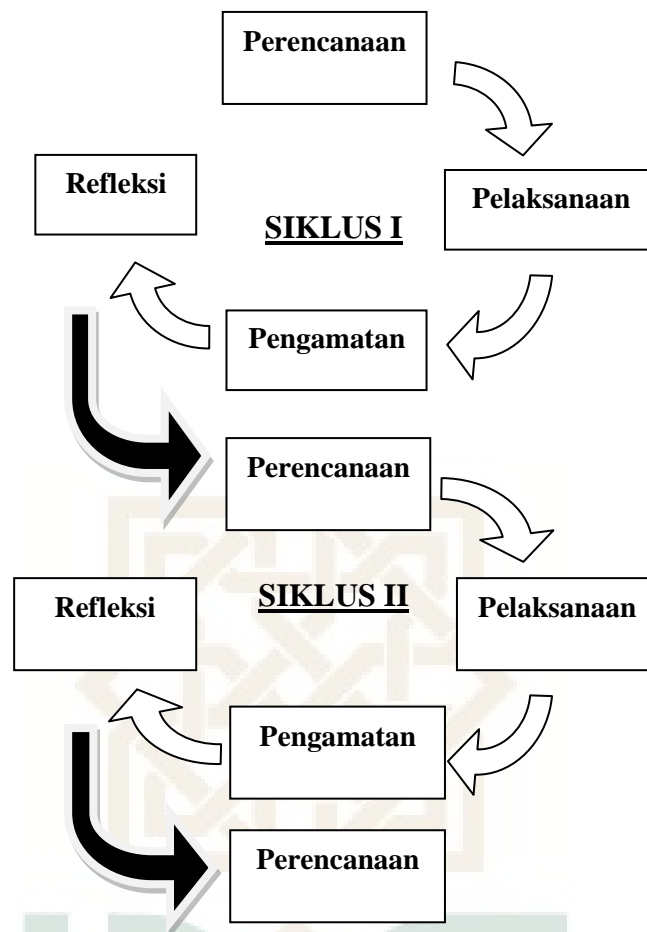 Perencanaan
Refleksi
Pelaksanaan
SIKLUS I
Pengamatan
Perencanaan
Refleksi
SIKLUS II
Pelaksanaan
Pengamatan
Perencanaan